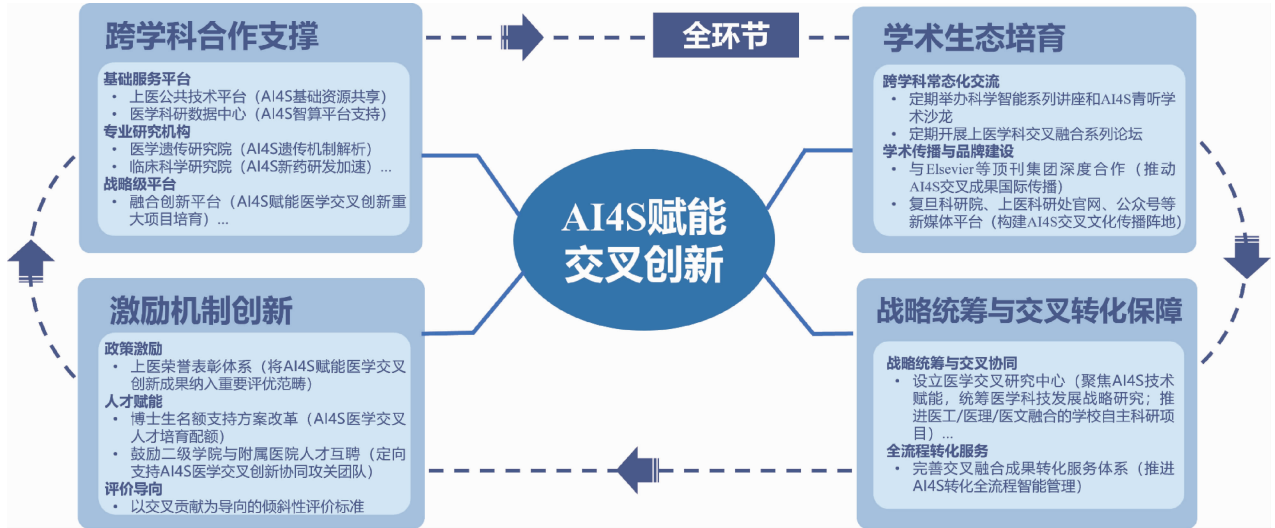 跨学科合作支撑
基础服务平台
• 上医公共技术平台（AI4S基础资源共享）
• 医学科研数据中心（AI4S智算平台支持）
专业研究机构
• 医学遗传研究院（AI4S遗传机制解析）
• 临床科学研究院（AI4S新药研发加速）...
战略级平台
• 融合创新平台（AI4S赋能医学交叉创新重
大项目培育）...
全环节
学术生态培育
跨学科常态化交流
• 定期举办科学智能系列讲座和AI4S青听学
术沙龙
• 定期开展上医学科交叉融合系列论坛
学术传播与品牌建设
• 与Elsevier等顶刊集团深度合作（推动
AI4S交叉成果国际传播）
• 复旦科研院、上医科研处官网、公众号等
新媒体平台（构建AI4S交叉文化传播阵地）
AI4S赋能
交叉创新
激励机制创新
政策激励
• 上医荣誉表彰体系（将AI4S赋能医学交叉
创新成果纳入重要评优范畴）
人才赋能
• 博士生名额支持方案改革（AI4S医学交叉
人才培育配额）
• 鼓励二级学院与附属医院人才互聘（定向
支持AI4S医学交叉创新协同攻关团队）
评价导向
• 以交叉贡献为导向的倾斜性评价标准
战略统筹与交叉转化保障
战略统筹与交叉协同
• 设立医学交叉研究中心（聚焦AI4S技术
赋能，统筹医学科技发展战略研究；推
进医工/医理/医文融合的学校自主科研项
目）...
全流程转化服务
• 完善交叉融合成果转化服务体系（推进
AI4S转化全流程智能管理）